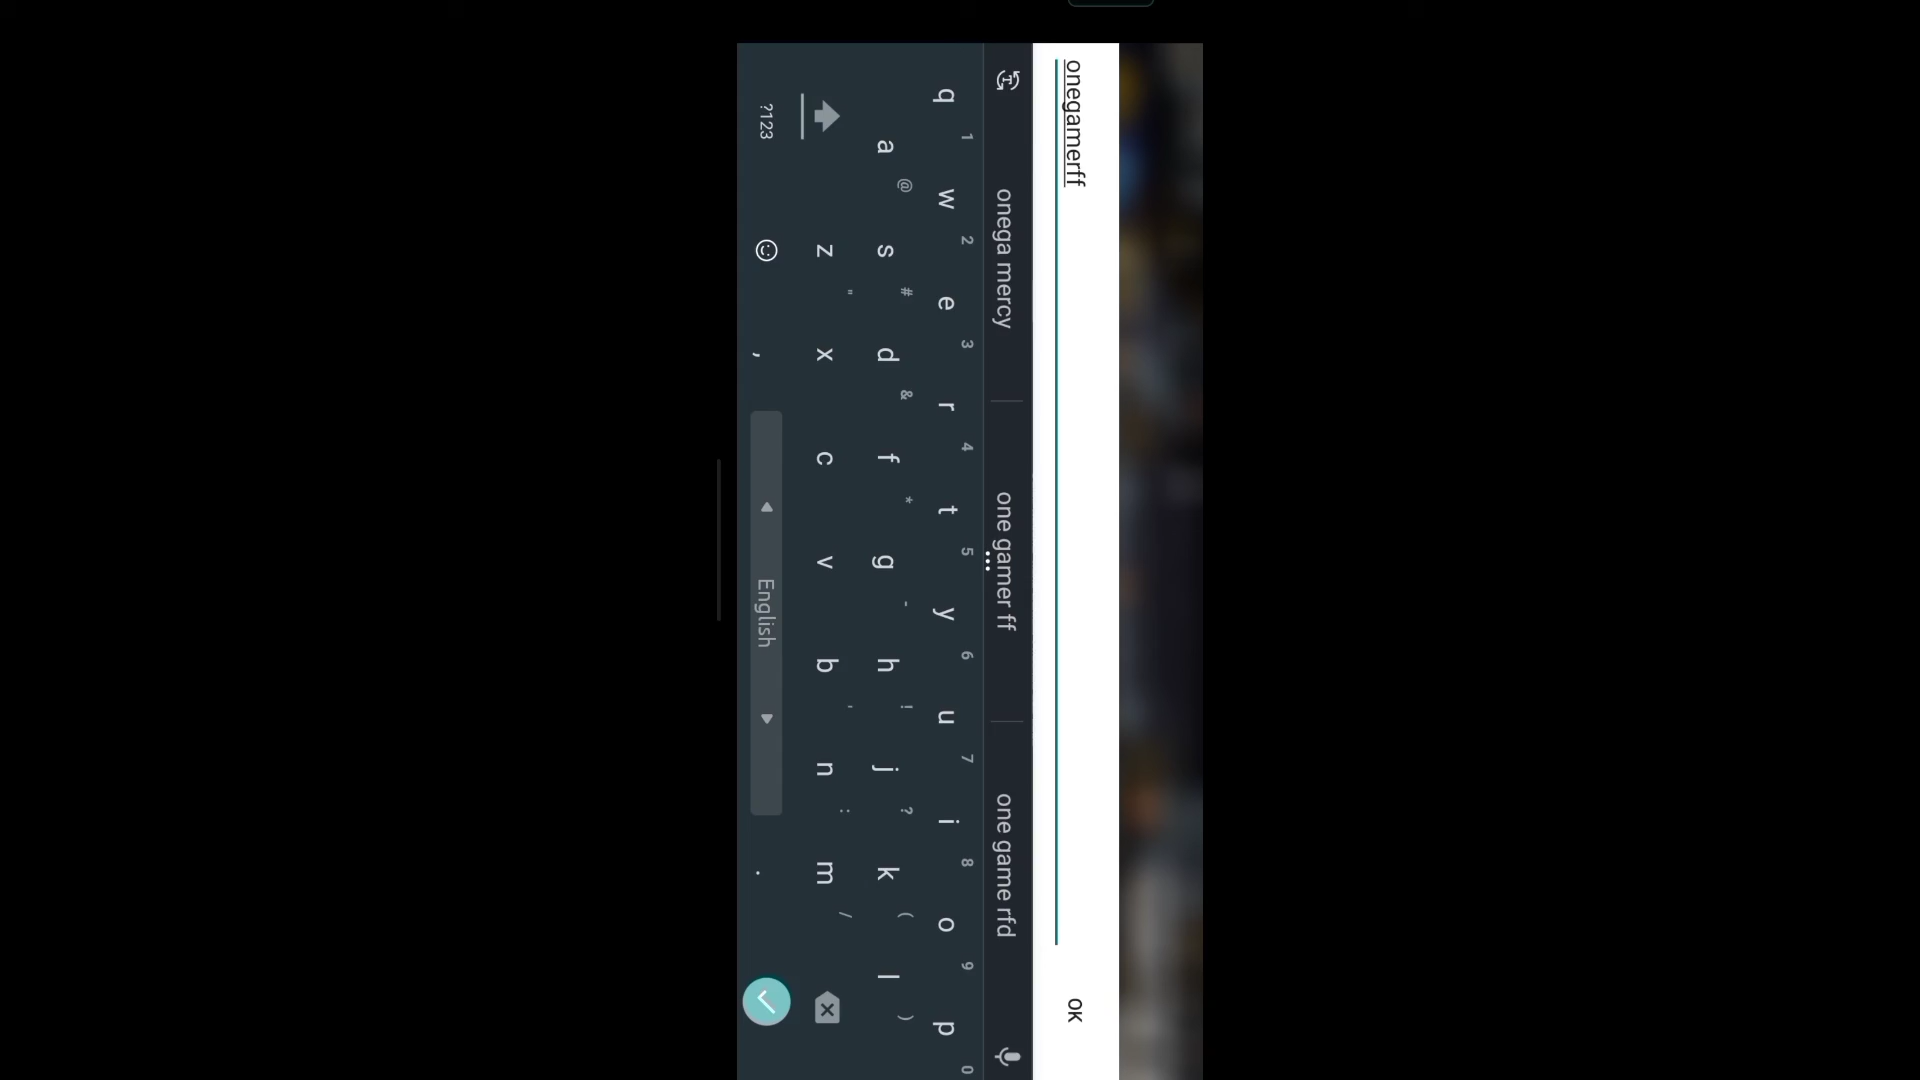 onegamerff
OK
onega mercy
one gamer ff
one game rfd
q 1 w 2 e 3 r 4 t 5 y 6 u 7 i 8 o 9 p 0
a @ s # d & f * g - h ! j ? k ( l )
z " x c v b ' n : m /
?123 , English .